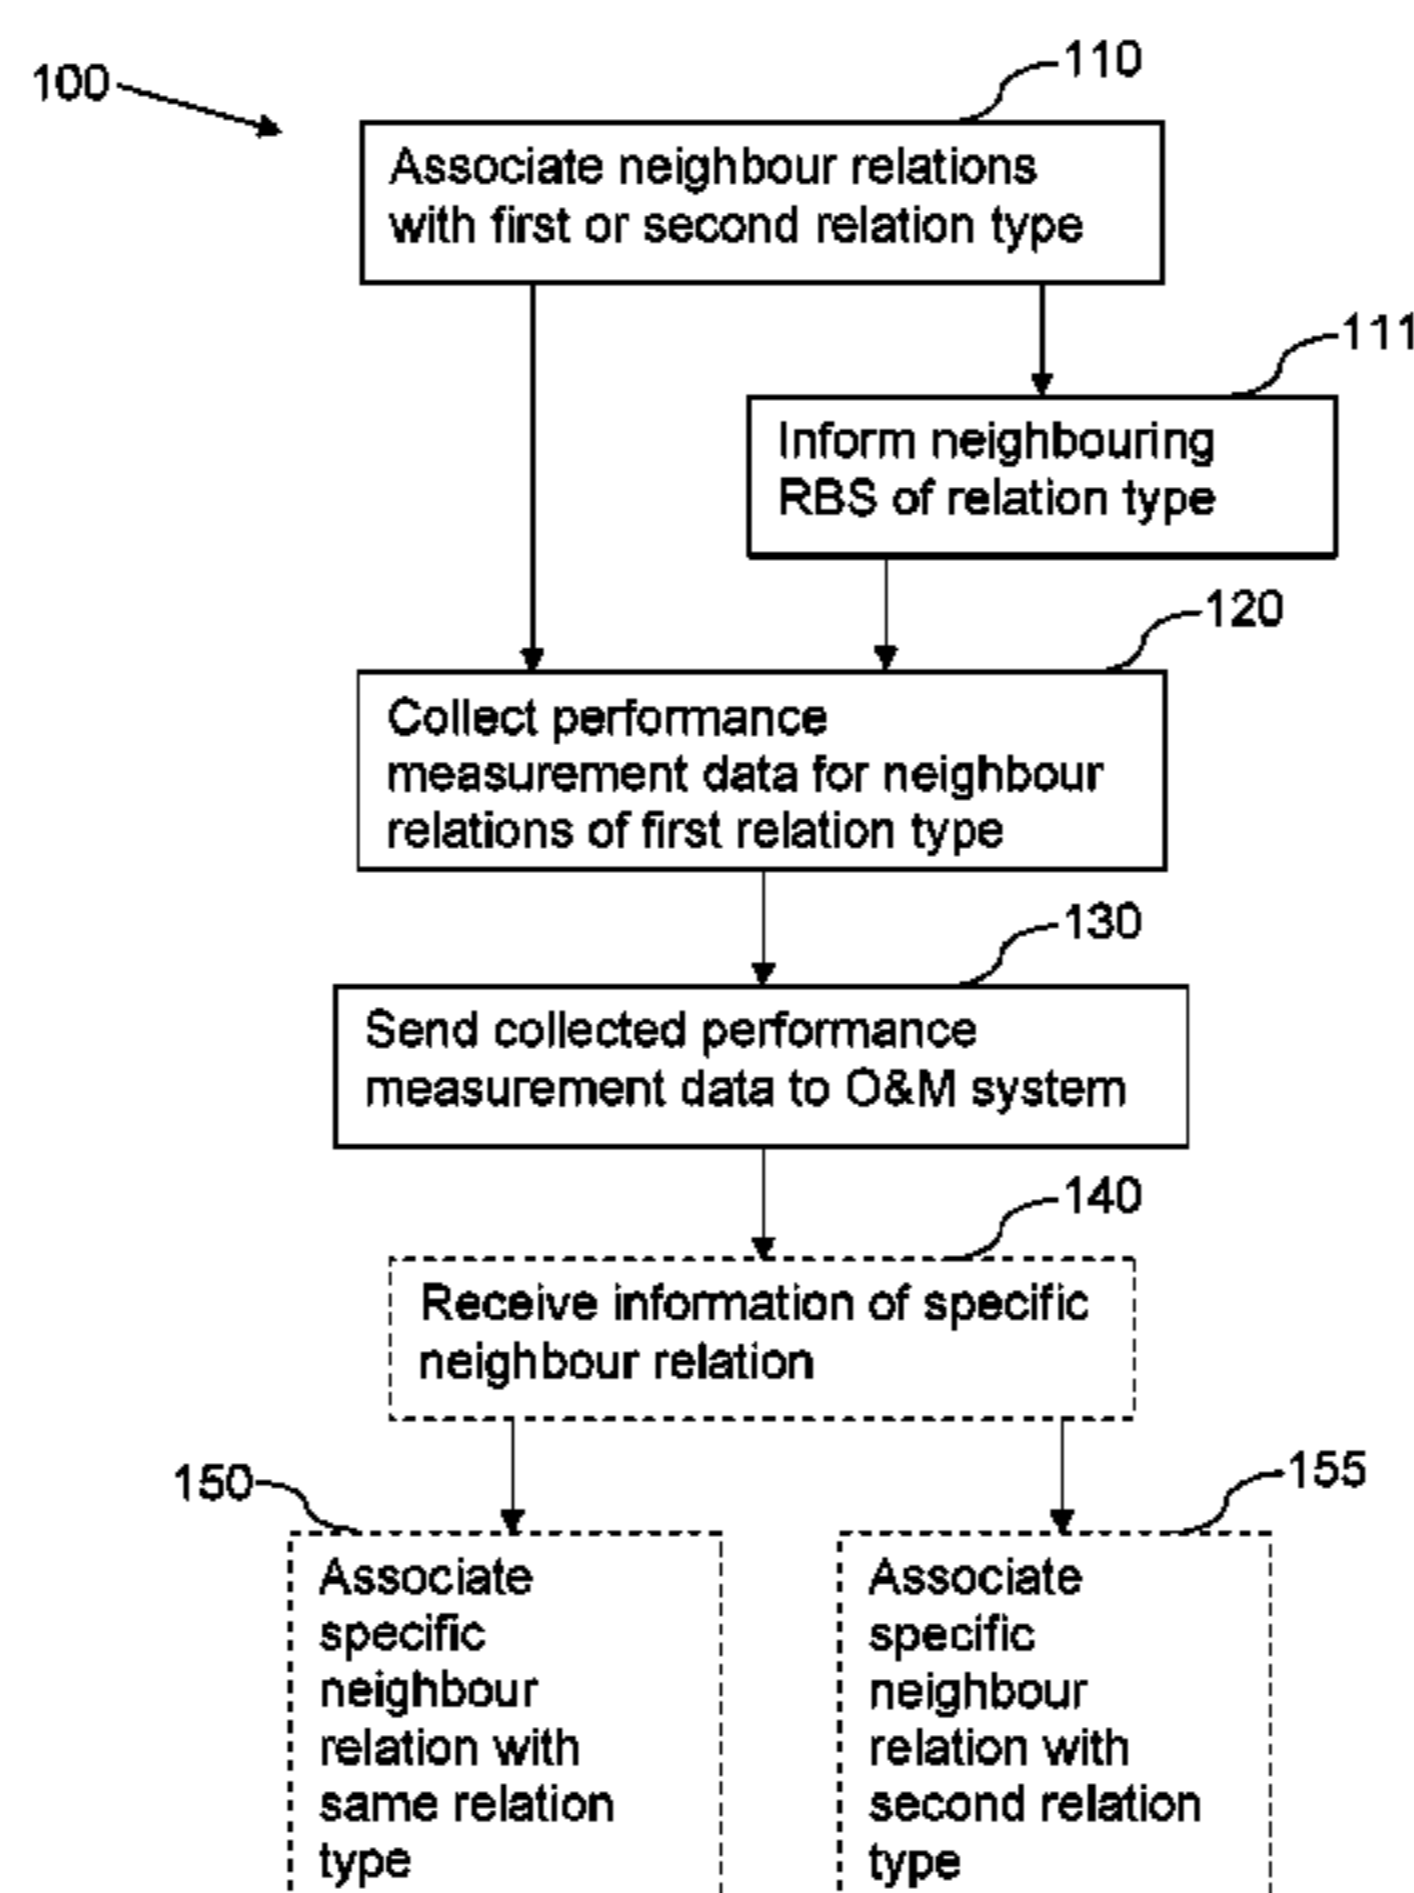 100
110
Associate neighbour relations
with first or second relation type
111
Inform neighbouring
RBS of relation type
120
Collect performance
measurement data for neighbour
relations of first relation type
130
Send collected performance
measurement data to O&M system
140
Receive information of specific
neighbour relation
150
Associate
specific
neighbour
relation with
same relation
type
155
Associate
specific
neighbour
relation with
second relation
type